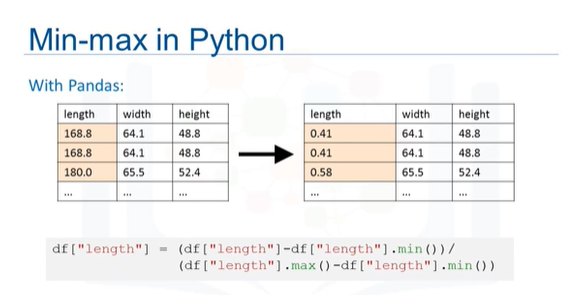 Min-max in Python
With Pandas:
length width height
168.8 64.1 48.8
168.8 64.1 48.8
180.0 65.5 52.4
... ... ...
length width height
0.41 64.1 48.8
0.41 64.1 48.8
0.58 65.5 52.4
... ... ...
df["length"] = (df["length"]-df["length"].min())/
(df["length"].max()-df["length"].min())